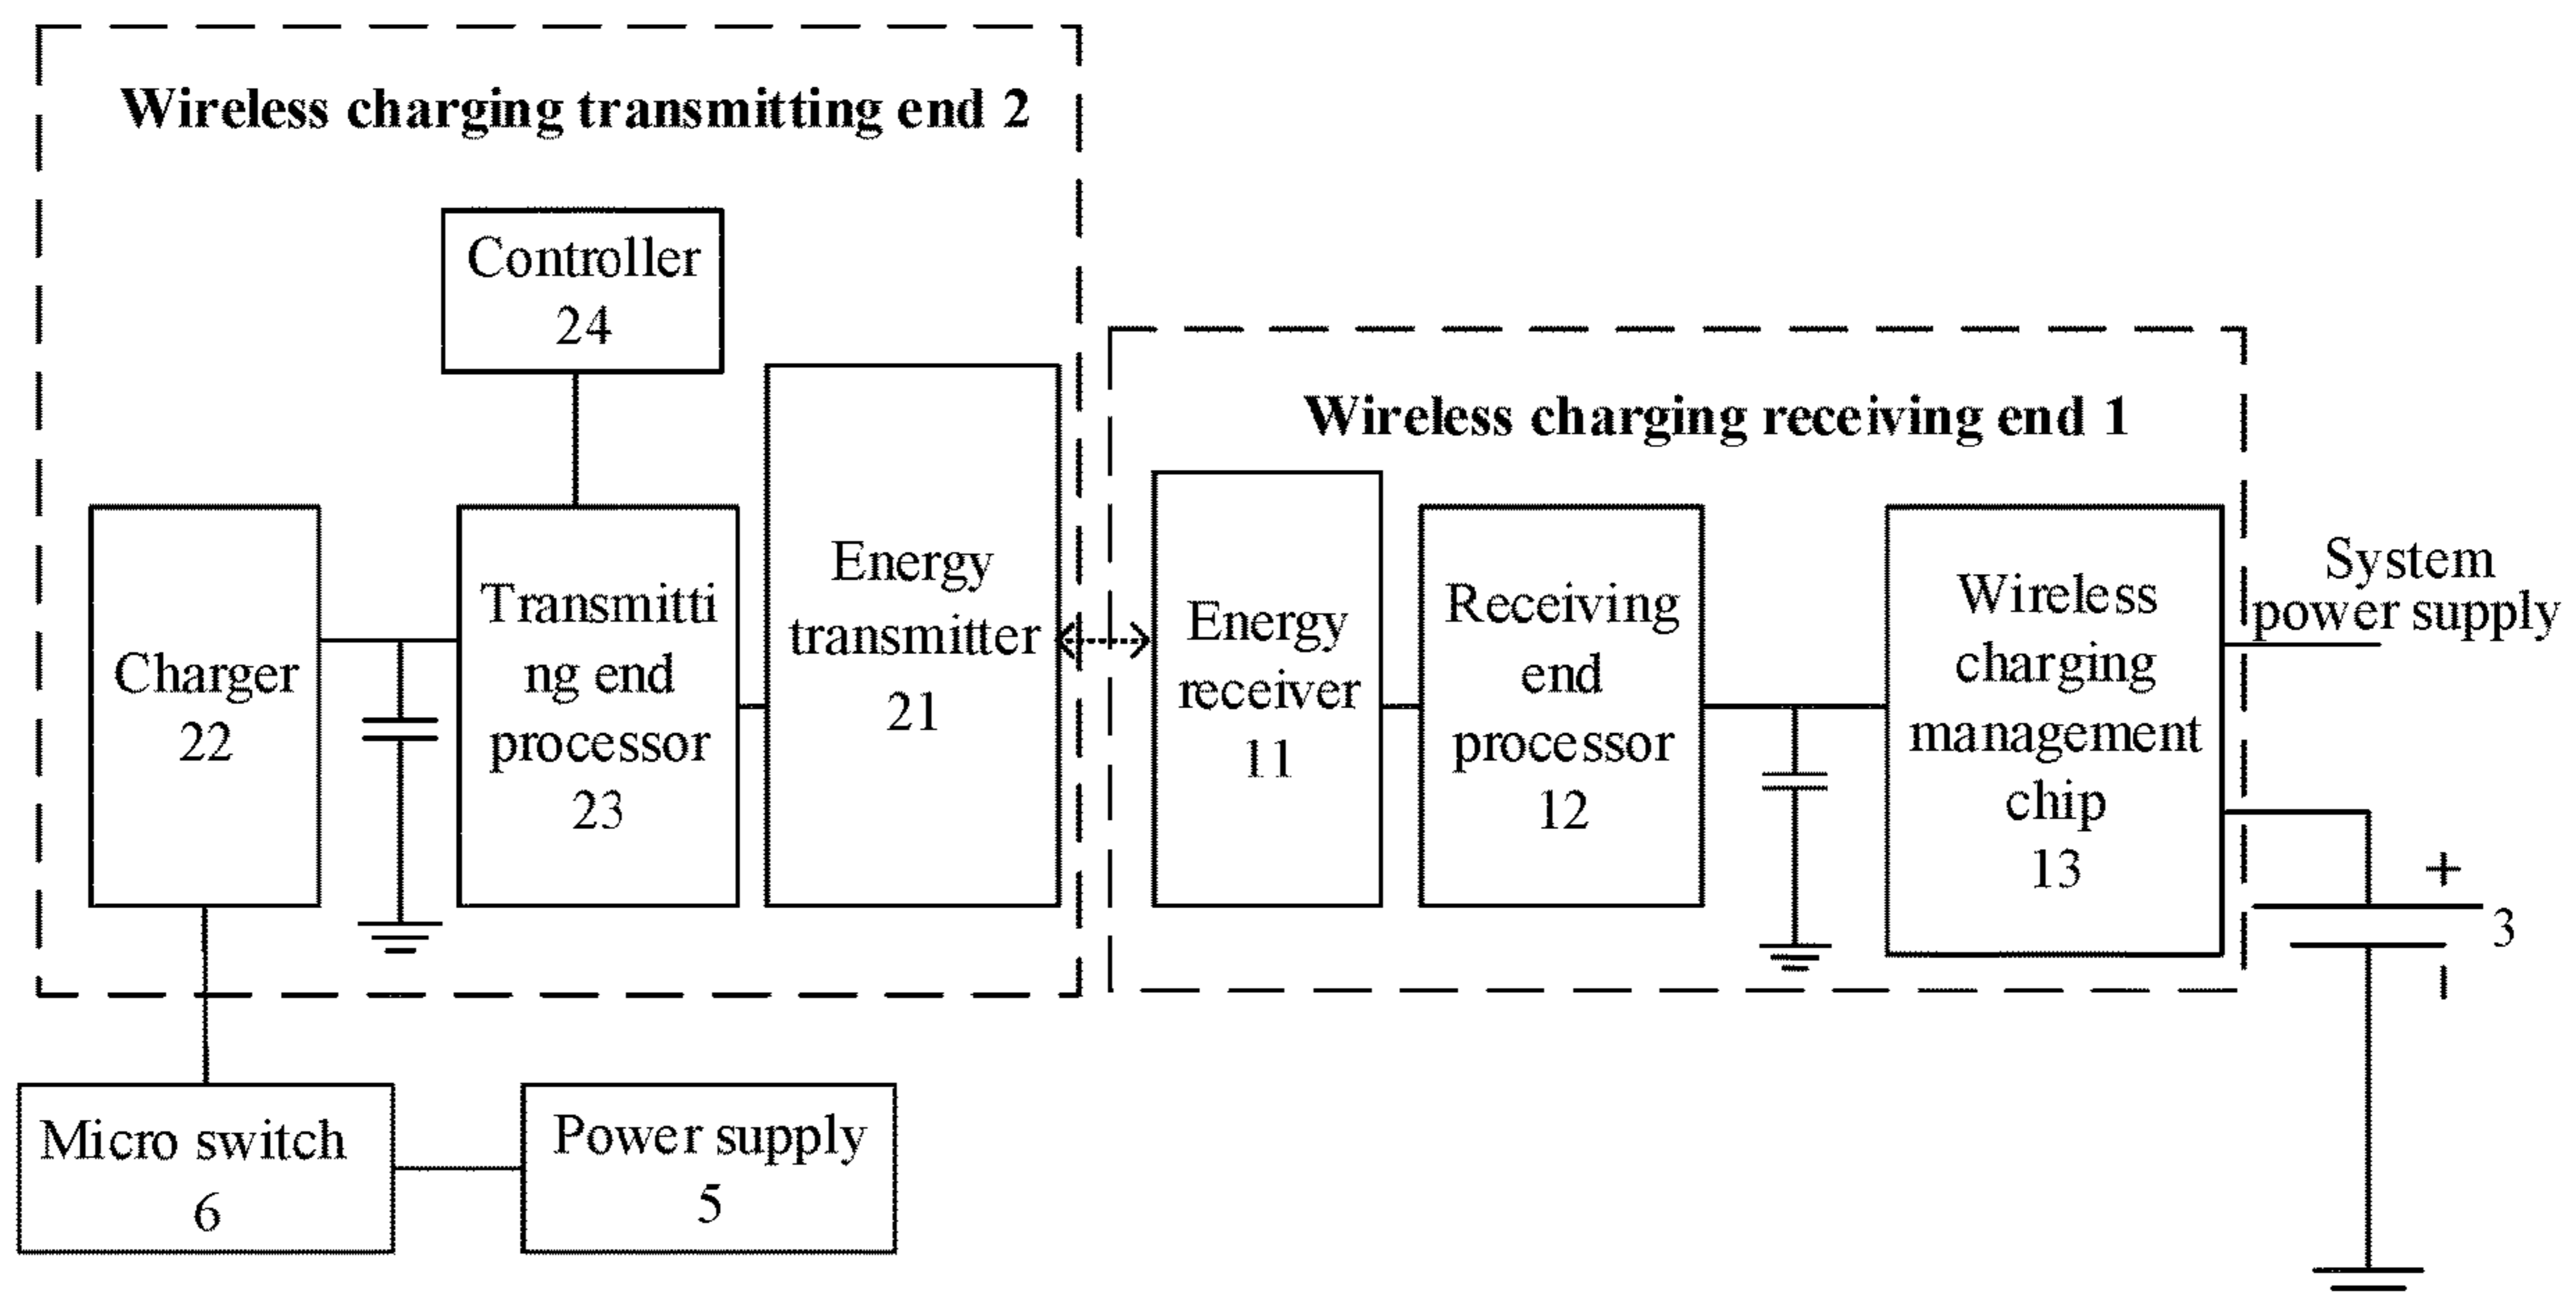 Wireless charging transmitting end 2
Controller
24
Wireless charging receiving end 1
Charger
22
Transmitti
ng end
processor
23
Energy
transmitter
21
Energy
receiver
11
Receiving
end
processor
12
Wireless
charging
management
chip
13
System
power supply
+
3
-
Micro switch
6
Power supply
5